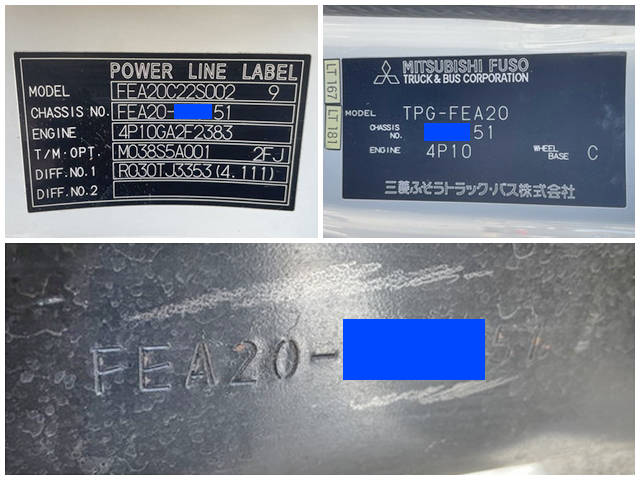 POWER LINE LABEL
MODEL FEA20C22S002 9
CHASSIS NO. FEA20- 51
ENGINE 4P10GA2F2383
T/M·OPT. M038S5A001 2FJ
DIFF.NO.1 R030TJ3353(4.111)
DIFF.NO.2
LT167
LT181
MITSUBISHI FUSO
TRUCK & BUS CORPORATION
MODEL TPG-FEA20
CHASSIS NO. 51
ENGINE 4P10 WHEEL BASE C
三菱ふそうトラック・バス株式会社
FEA20- 51